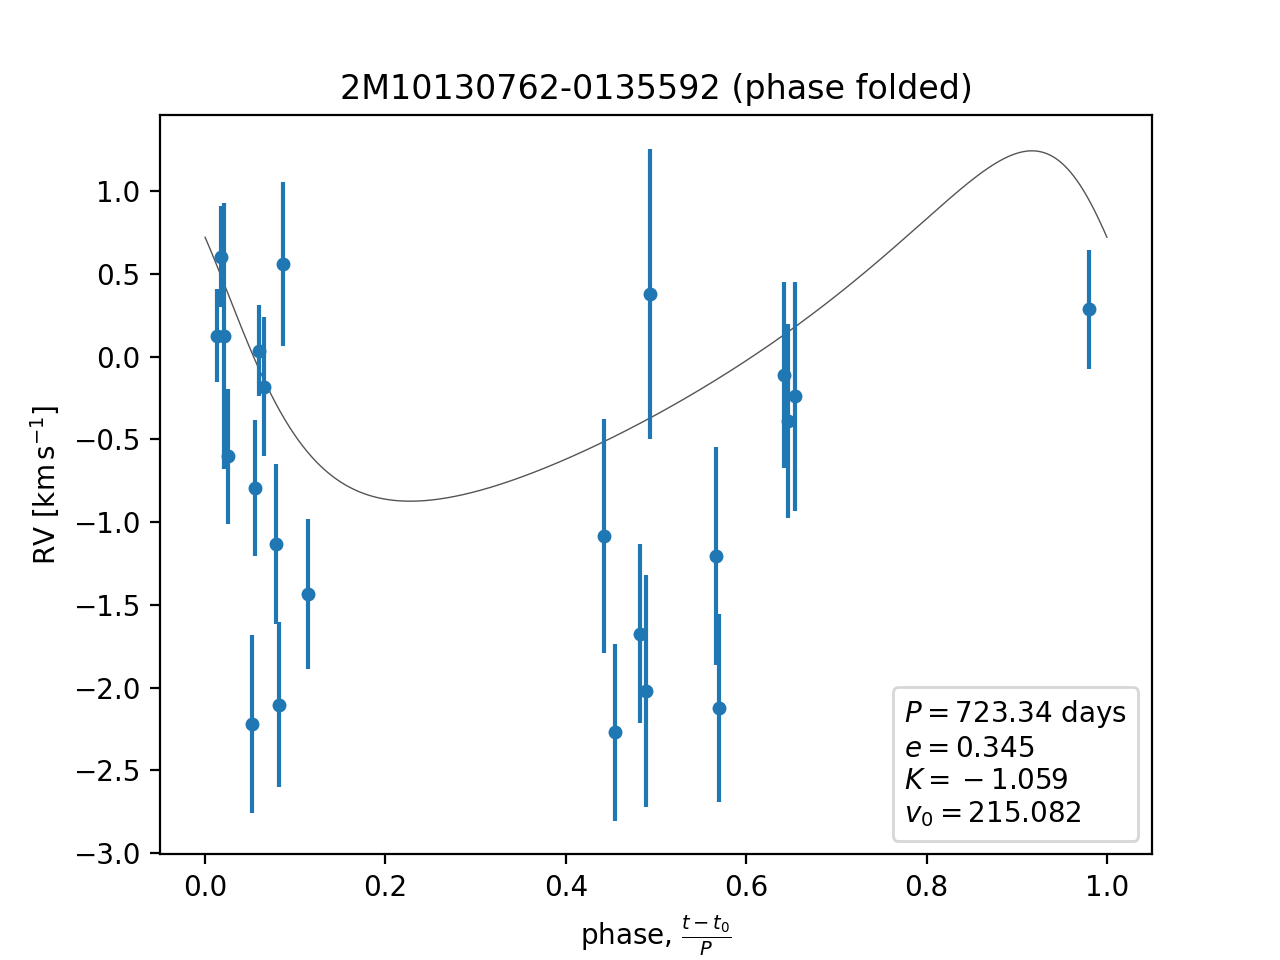 2M10130762-0135592 (phase folded)
RV [km s⁻¹]
1.0
0.5
0.0
−0.5
−1.0
−1.5
−2.0
−2.5
−3.0
P = 723.34 days
e = 0.345
K = − 1.059
v₀ = 215.082
0.0 0.2 0.4 0.6 0.8 1.0
phase, (t − t₀)/P